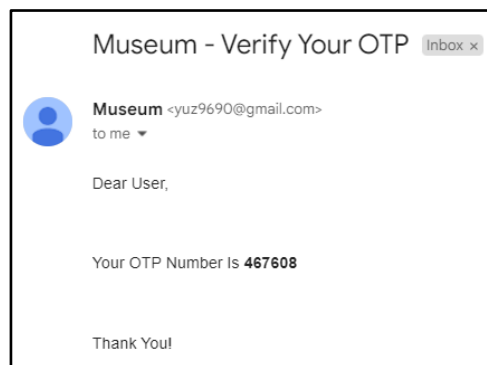 Museum - Verify Your OTP Inbox ×
Museum <yuz9690@gmail.com>
to me
Dear User,
Your OTP Number Is 467608
Thank You!